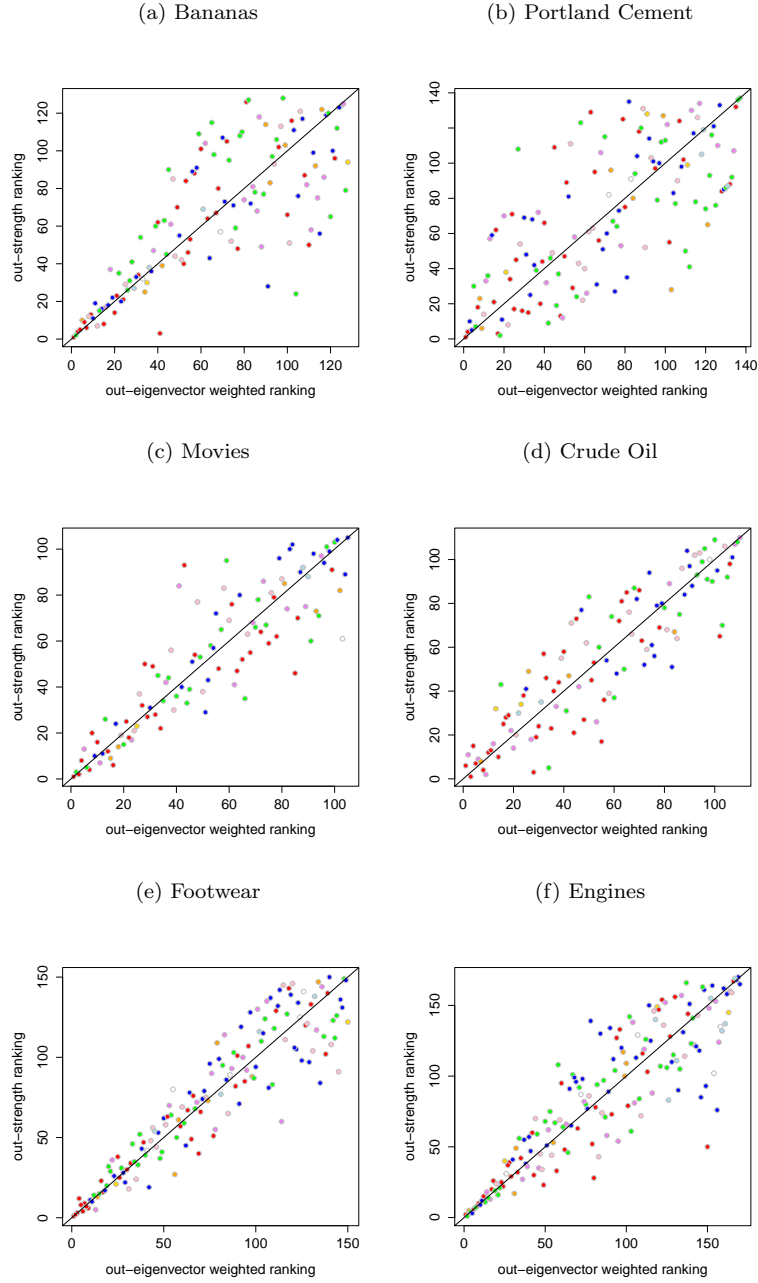 (a) Bananas
(b) Portland Cement
out−strength ranking
0 20 40 60 80 100 120
0 20 40 60 80 100 120
out−eigenvector weighted ranking
out−strength ranking
0 20 40 60 80 100 140
0 20 40 60 80 100 120 140
out−eigenvector weighted ranking
(c) Movies
(d) Crude Oil
out−strength ranking
0 20 40 60 80 100
0 20 40 60 80 100
out−eigenvector weighted ranking
out−strength ranking
0 20 40 60 80 100
0 20 40 60 80 100
out−eigenvector weighted ranking
(e) Footwear
(f) Engines
out−strength ranking
0 50 100 150
0 50 100 150
out−eigenvector weighted ranking
out−strength ranking
0 50 100 150
0 50 100 150
out−eigenvector weighted ranking